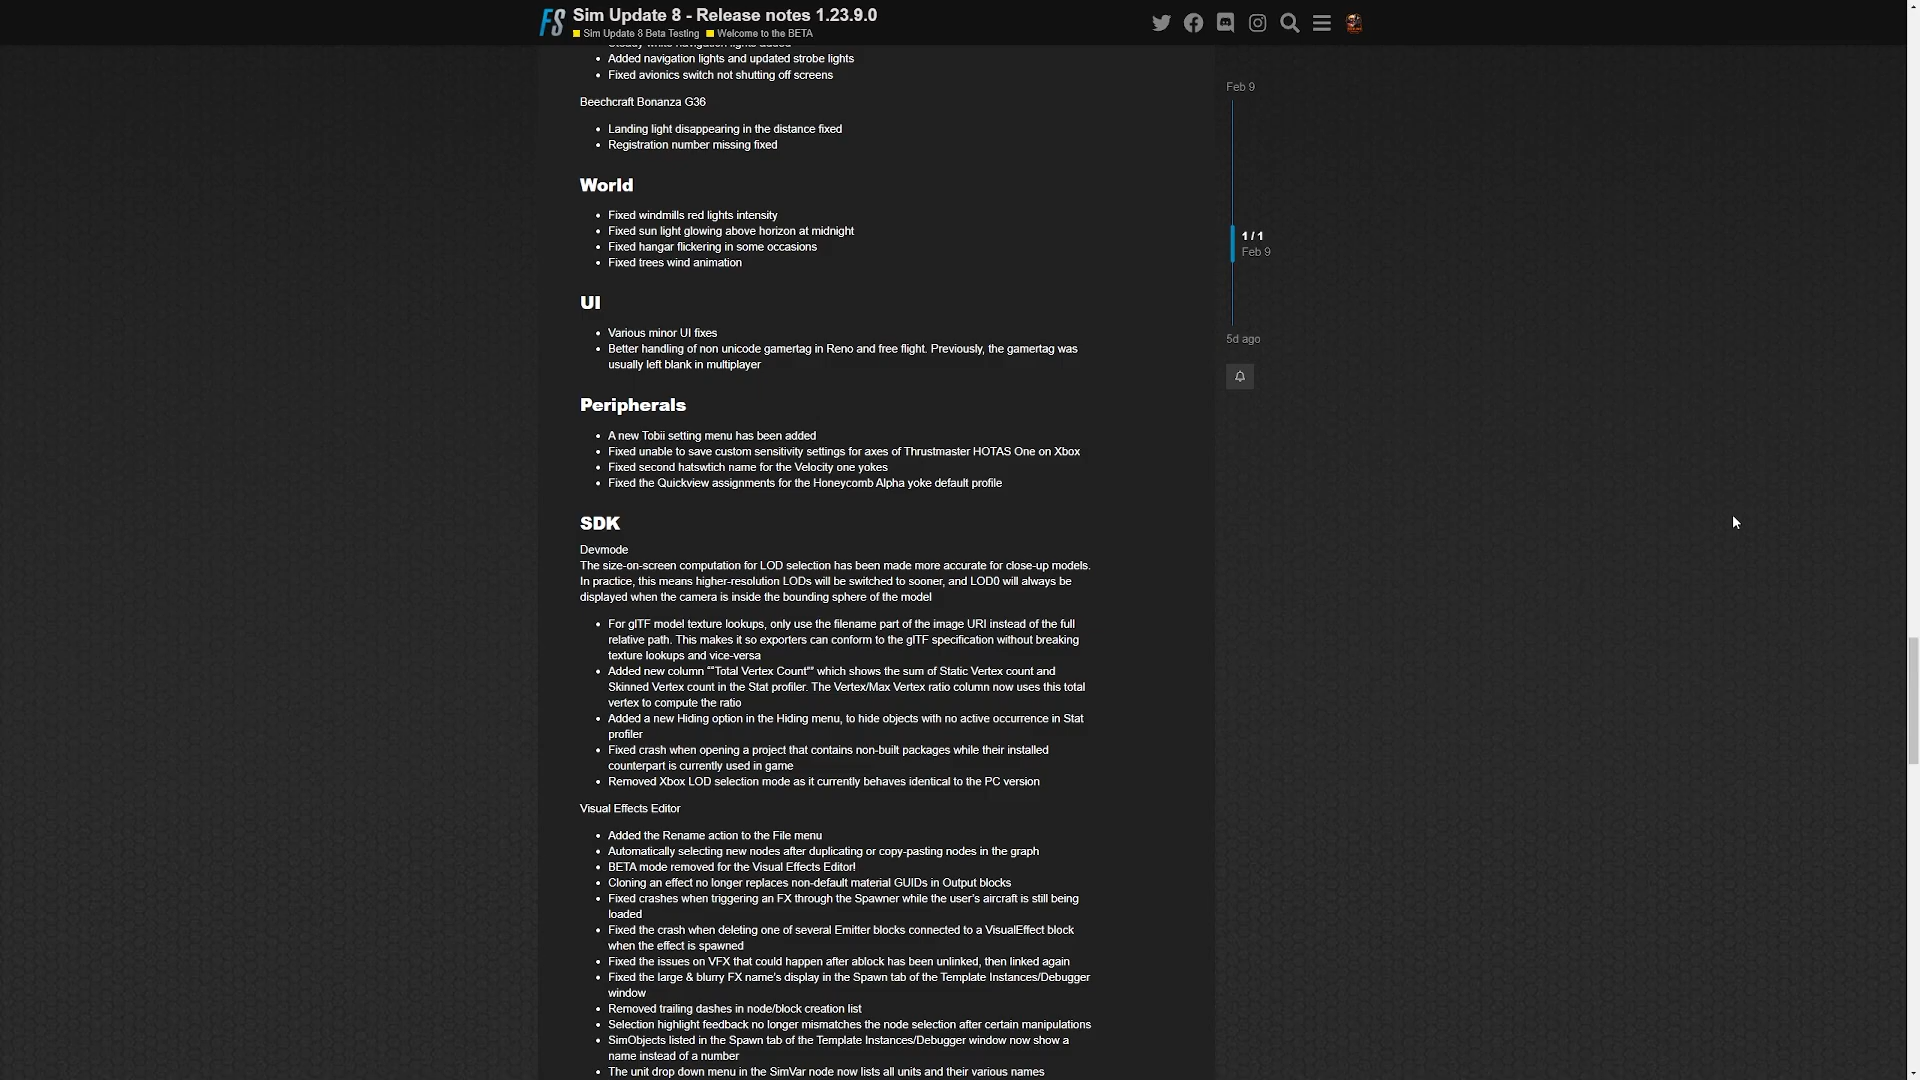 FS
Sim Update 8 - Release notes 1.23.9.0
Sim Update 8 Beta Testing Welcome to the BETA
Steady white navigation lights added
• Added navigation lights and updated strobe lights
• Fixed avionics switch not shutting off screens
Feb 9
Beechcraft Bonanza G36
• Landing light disappearing in the distance fixed
• Registration number missing fixed
World
• Fixed windmills red lights intensity
• Fixed sun light glowing above horizon at midnight
• Fixed hangar flickering in some occasions
• Fixed trees wind animation
1 / 1
Feb 9
UI
• Various minor UI fixes
• Better handling of non unicode gamertag in Reno and free flight. Previously, the gamertag was
usually left blank in multiplayer
5d ago
Peripherals
• A new Tobii setting menu has been added
• Fixed unable to save custom sensitivity settings for axes of Thrustmaster HOTAS One on Xbox
• Fixed second hatswtich name for the Velocity one yokes
• Fixed the Quickview assignments for the Honeycomb Alpha yoke default profile
SDK
Devmode
The size-on-screen computation for LOD selection has been made more accurate for close-up models.
In practice, this means higher-resolution LODs will be switched to sooner, and LOD0 will always be
displayed when the camera is inside the bounding sphere of the model
• For glTF model texture lookups, only use the filename part of the image URI instead of the full
relative path. This makes it so exporters can conform to the glTF specification without breaking
texture lookups and vice-versa
• Added new column ““Total Vertex Count”” which shows the sum of Static Vertex count and
Skinned Vertex count in the Stat profiler. The Vertex/Max Vertex ratio column now uses this total
vertex to compute the ratio
• Added a new Hiding option in the Hiding menu, to hide objects with no active occurrence in Stat
profiler
• Fixed crash when opening a project that contains non-built packages while their installed
counterpart is currently used in game
• Removed Xbox LOD selection mode as it currently behaves identical to the PC version
Visual Effects Editor
• Added the Rename action to the File menu
• Automatically selecting new nodes after duplicating or copy-pasting nodes in the graph
• BETA mode removed for the Visual Effects Editor!
• Cloning an effect no longer replaces non-default material GUIDs in Output blocks
• Fixed crashes when triggering an FX through the Spawner while the user's aircraft is still being
loaded
• Fixed the crash when deleting one of several Emitter blocks connected to a VisualEffect block
when the effect is spawned
• Fixed the issues on VFX that could happen after ablock has been unlinked, then linked again
• Fixed the large & blurry FX name's display in the Spawn tab of the Template Instances/Debugger
window
• Removed trailing dashes in node/block creation list
• Selection highlight feedback no longer mismatches the node selection after certain manipulations
• SimObjects listed in the Spawn tab of the Template Instances/Debugger window now show a
name instead of a number
• The unit drop down menu in the SimVar node now lists all units and their various names